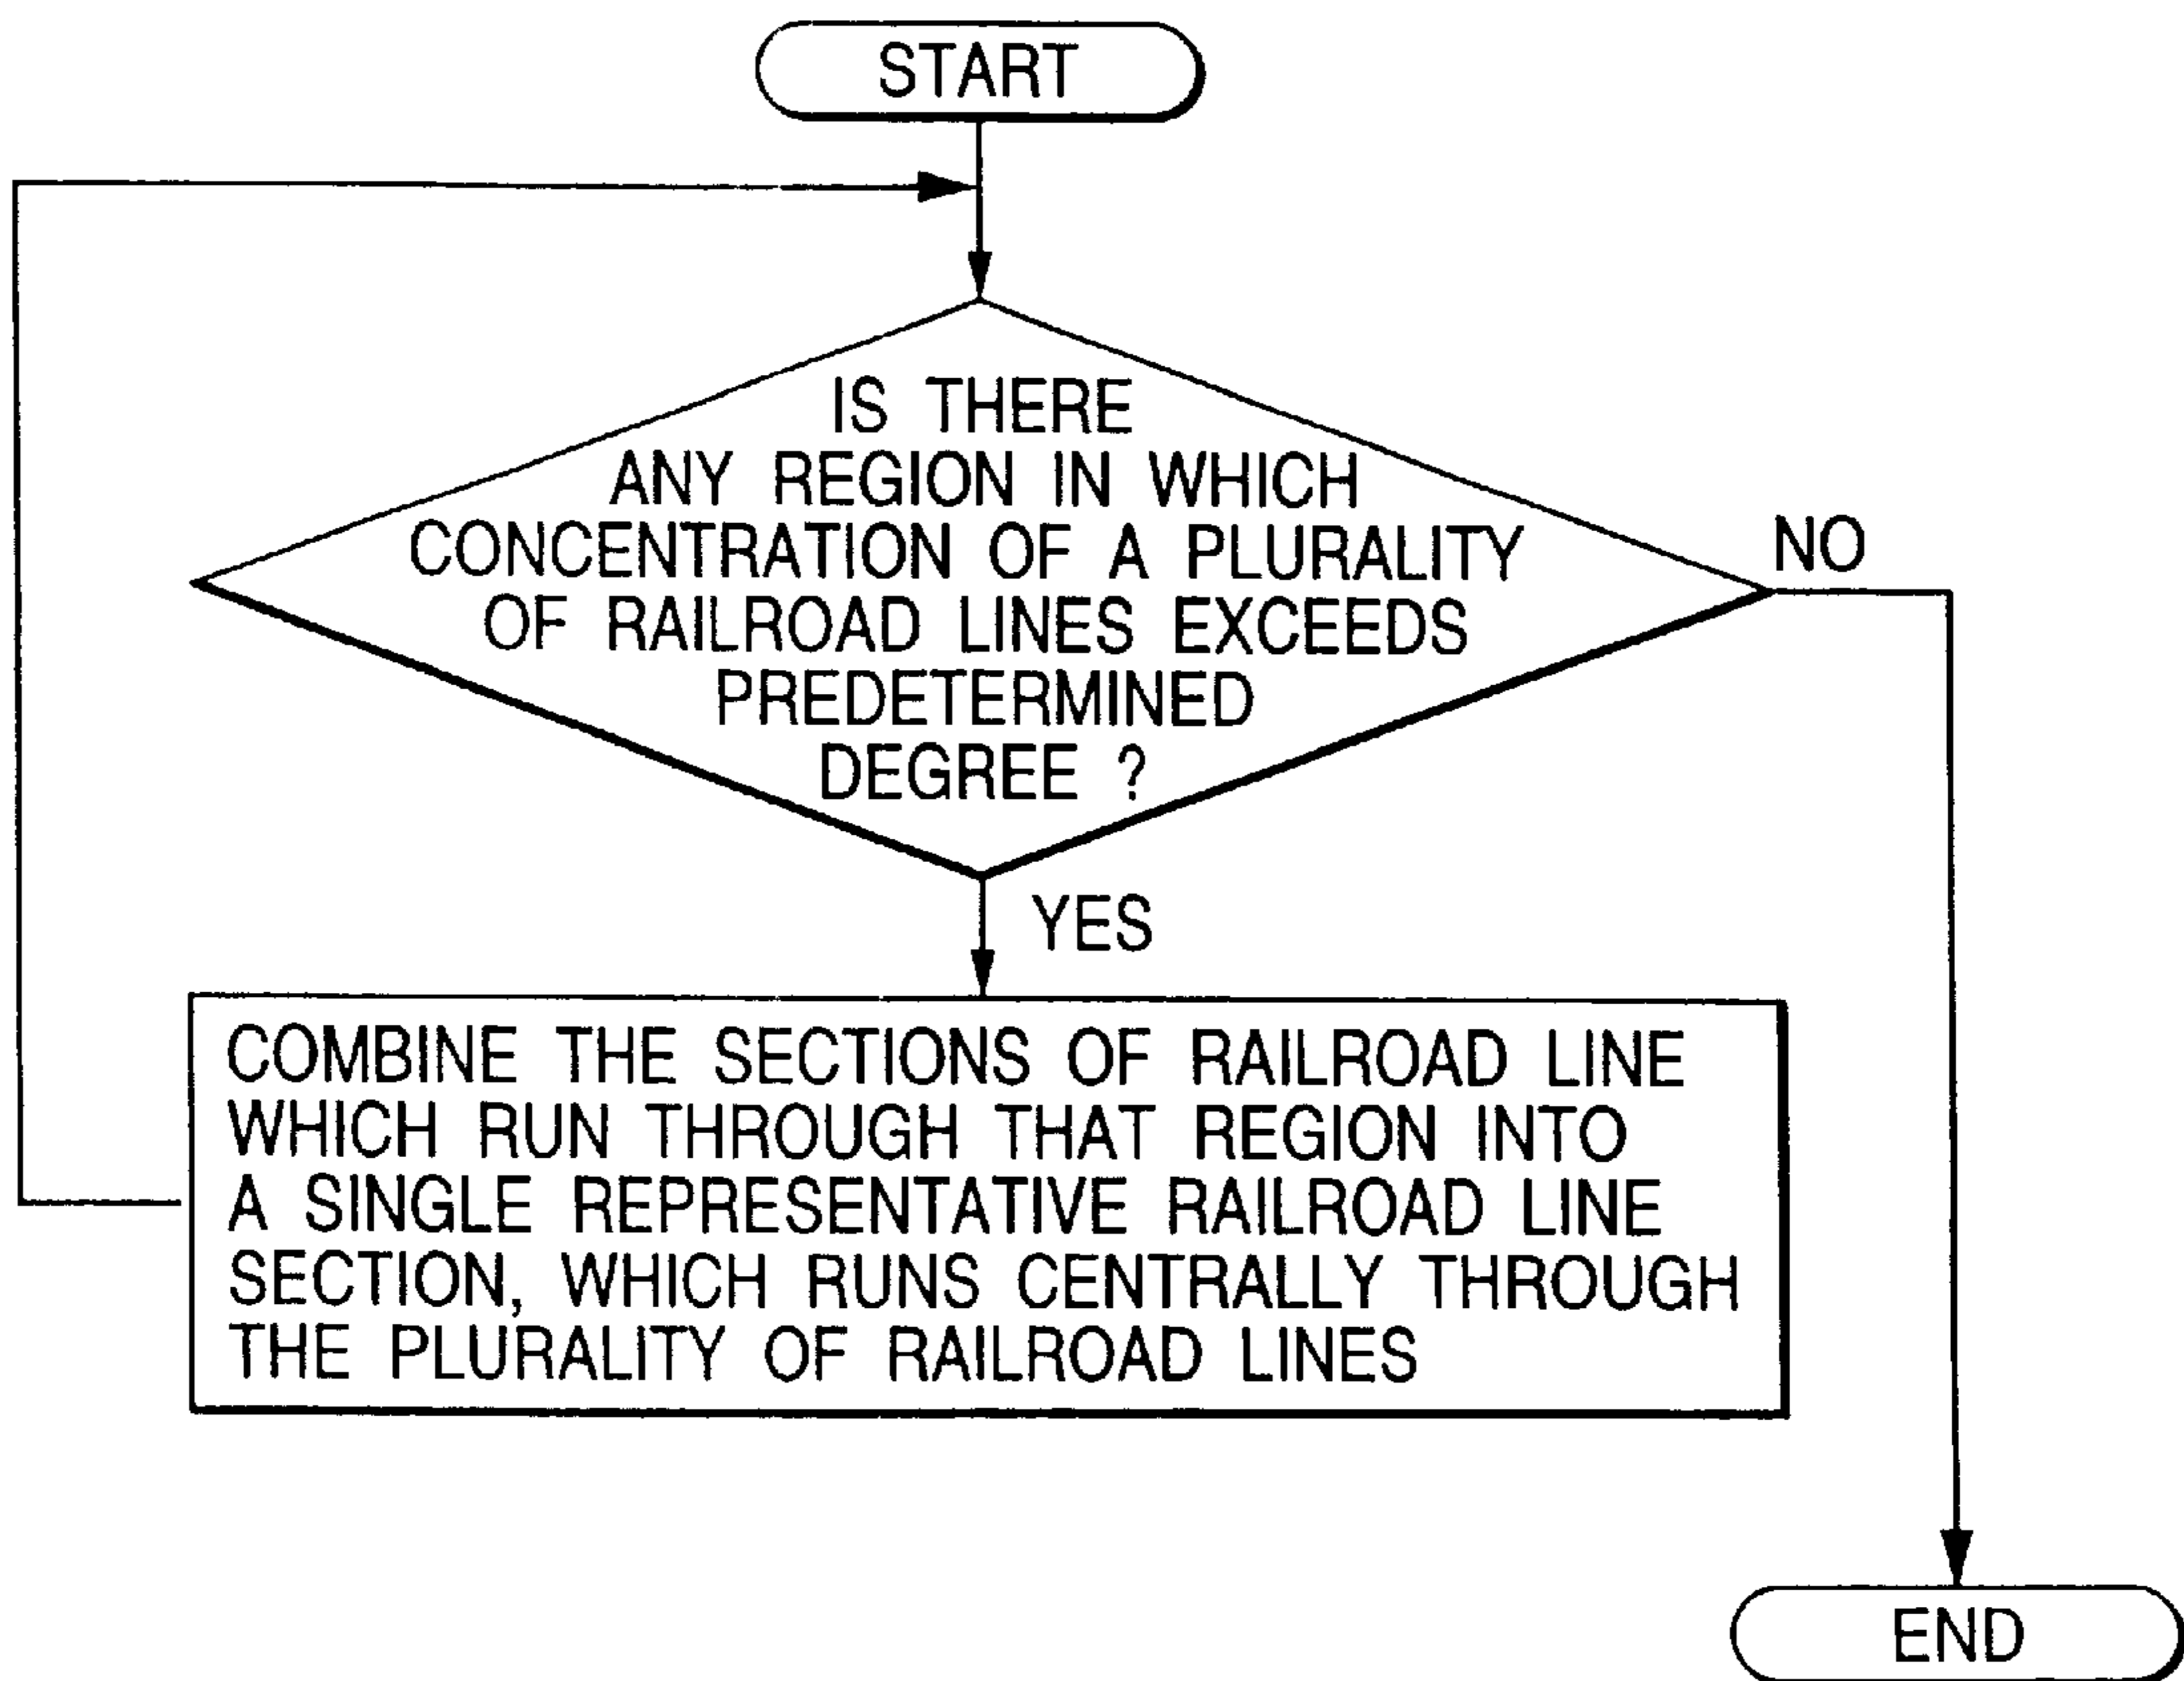 START
IS THERE
ANY REGION IN WHICH
CONCENTRATION OF A PLURALITY
OF RAILROAD LINES EXCEEDS
PREDETERMINED
DEGREE ?
NO
YES
COMBINE THE SECTIONS OF RAILROAD LINE
WHICH RUN THROUGH THAT REGION INTO
A SINGLE REPRESENTATIVE RAILROAD LINE
SECTION, WHICH RUNS CENTRALLY THROUGH
THE PLURALITY OF RAILROAD LINES
END